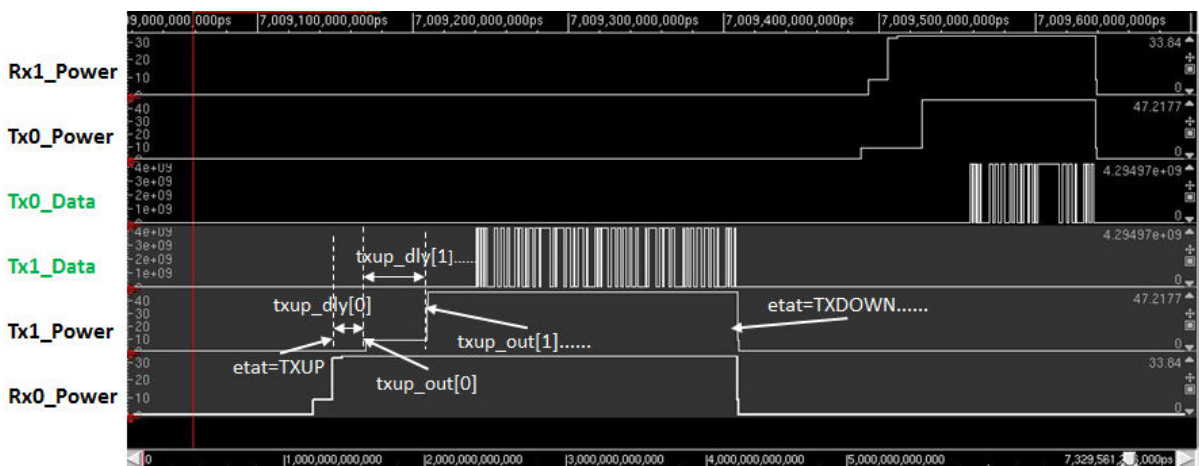 9,000,000,000ps |7,009,100,000,000ps |7,009,200,000,000ps |7,009,300,000,000ps |7,009,400,000,000ps |7,009,500,000,000ps |7,009,600,000,000ps
Rx1_Power 30 20 10 33.84 0
Tx0_Power 40 30 20 10 47.2177 0
Tx0_Data 4e+09 3e+09 2e+09 1e+09 4.29497e+09 0
Tx1_Data 4e+09 3e+09 2e+09 1e+09 txup_dly[1]...... 4.29497e+09 0
Tx1_Power 40 30 20 10 txup_dly[0] etat=TXDOWN...... 47.2177 0
txup_out[1]......
Rx0_Power 30 20 10 0 etat=TXUP txup_out[0] 33.84 0
0 |1,000,000,000,000 |2,000,000,000,000 |3,000,000,000,000 |4,000,000,000,000 |5,000,000,000,000